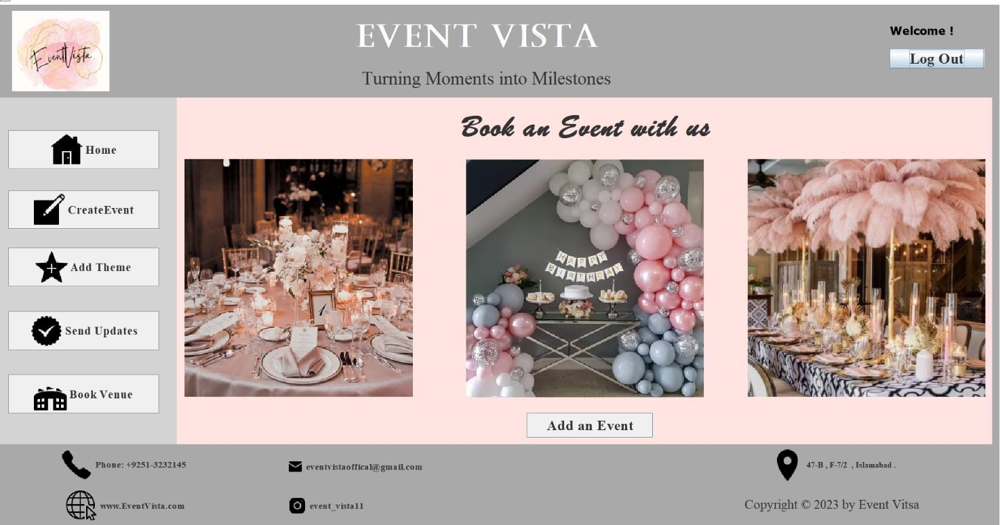 EventVista
EVENT VISTA
Turning Moments into Milestones
Welcome !
Log Out
Home
CreateEvent
Add Theme
Send Updates
Book Venue
Book an Event with us
1
HAPPY
BIRTHDAY
Add an Event
Phone: +9251-3232145
eventvistaoffical@gmail.com
47-B , F-7/2 , Islamabad .
www.EventVista.com
event_vista11
Copyright © 2023 by Event Vitsa